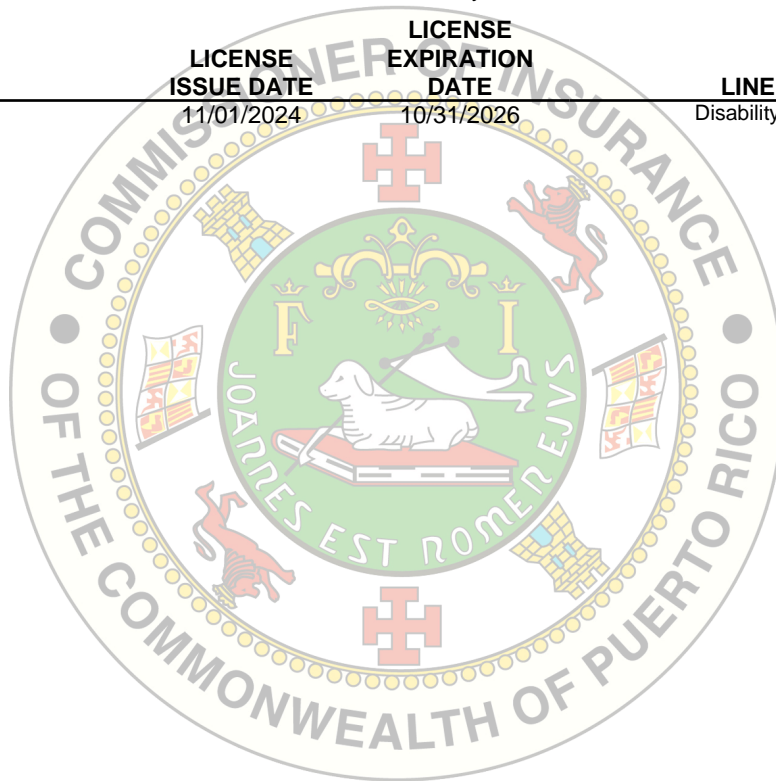 LICENSE
LICENSE EXPIRATION
ISSUE DATE DATE LINE
11/01/2024 10/31/2026 Disability
COMMISSIONER OF INSURANCE
F I
JOANNES EST NOMEN EJVS
● OF THE COMMONWEALTH OF PUERTO RICO ●